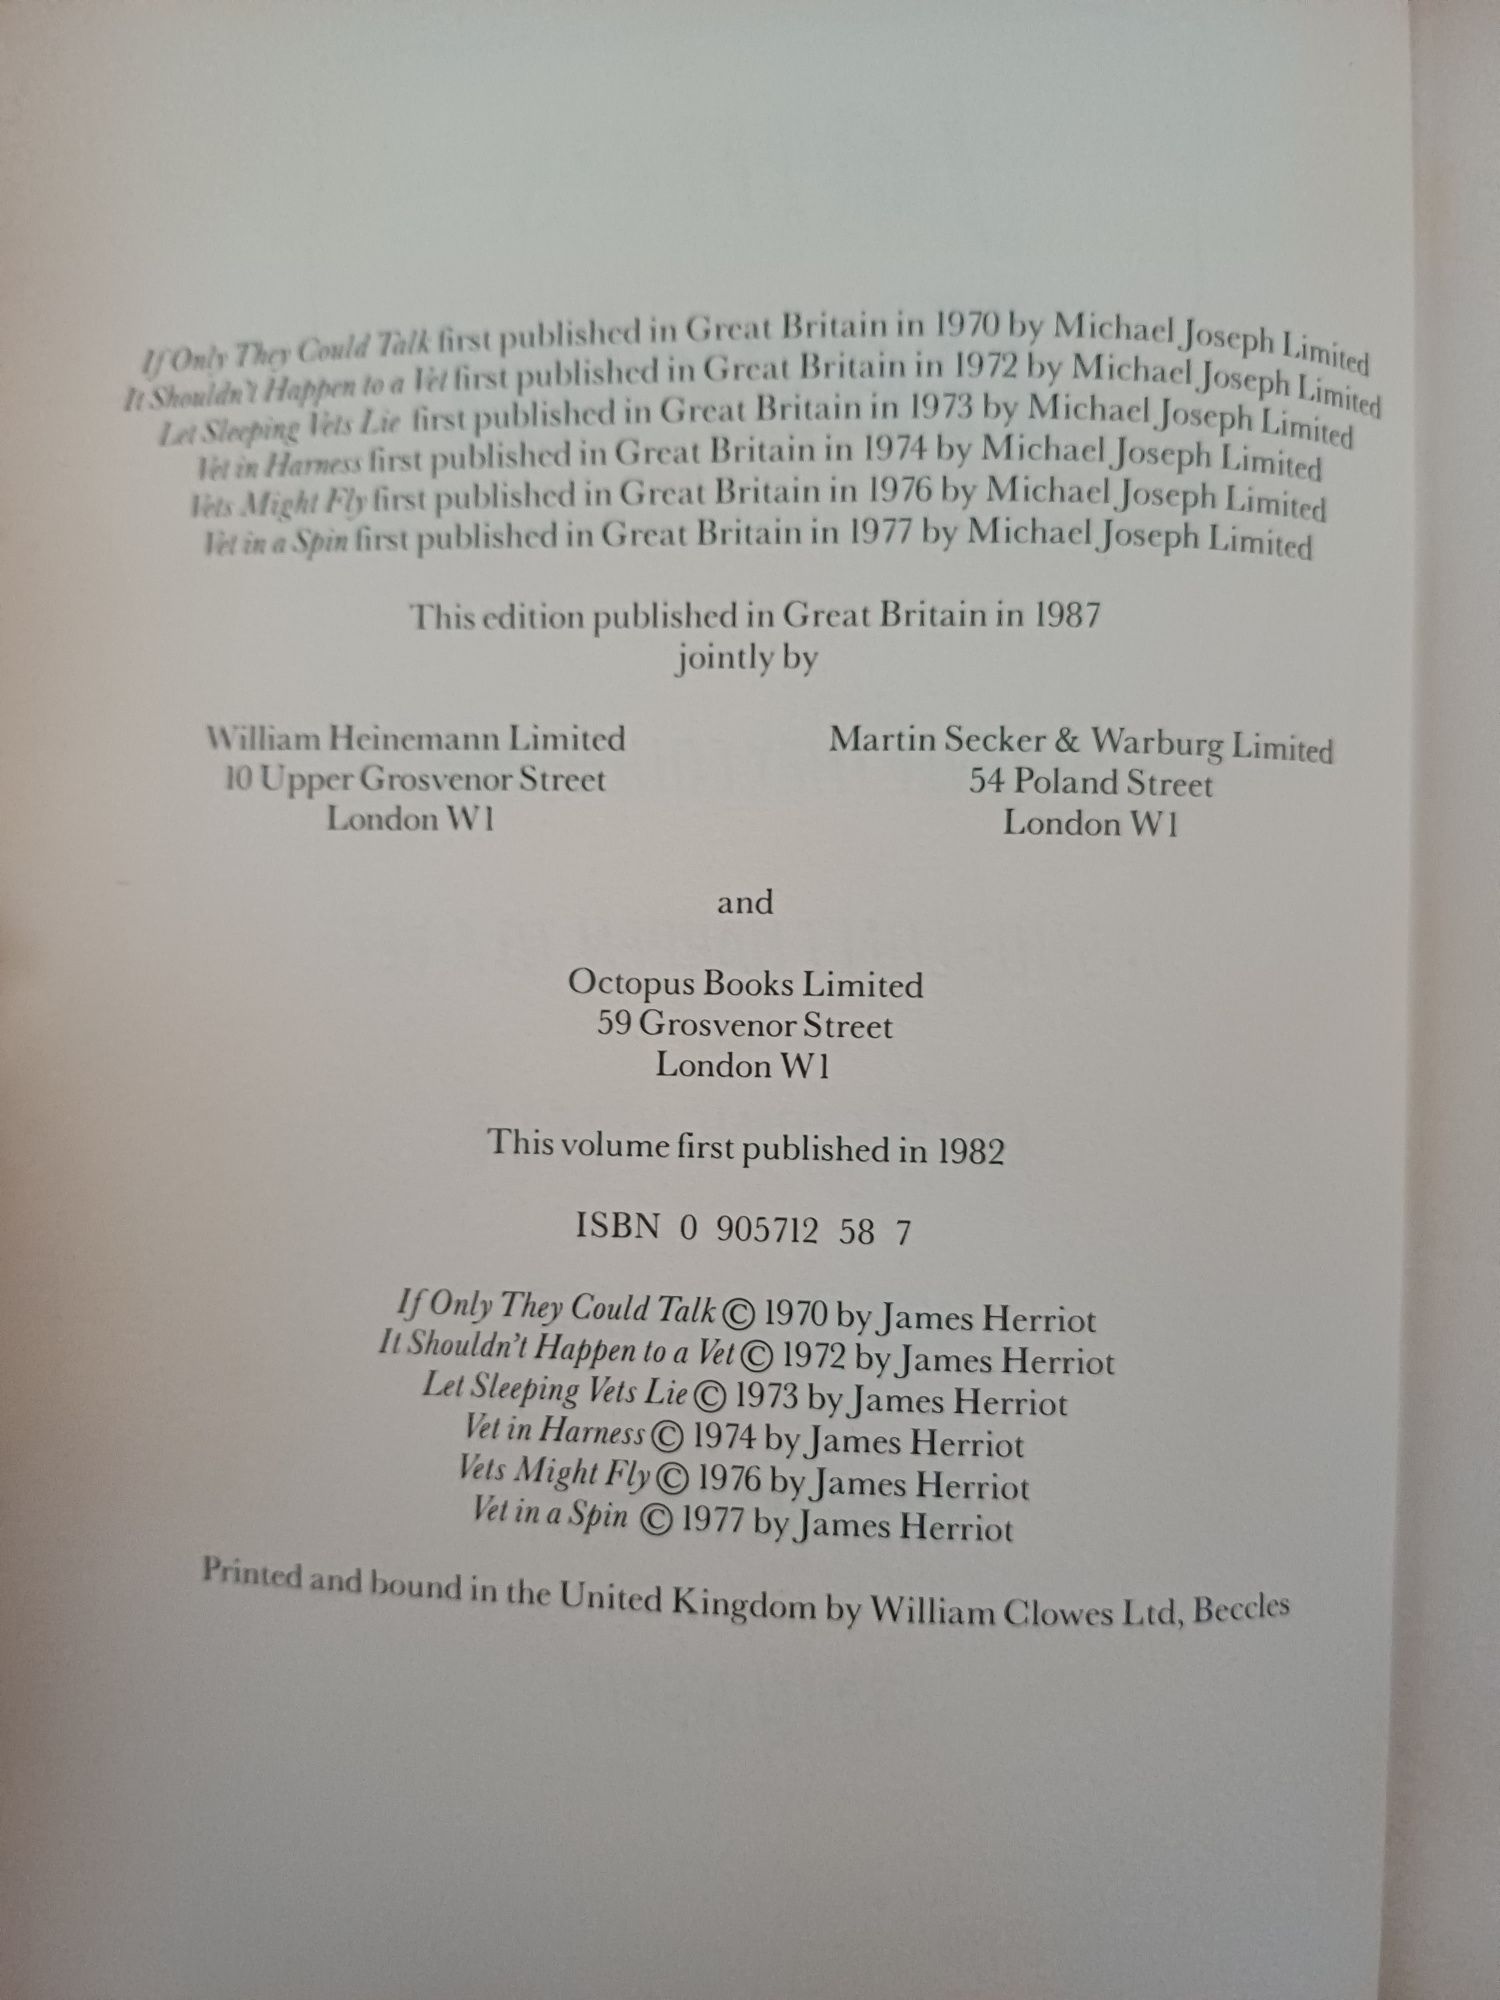 If Only They Could Talk first published in Great Britain in 1970 by Michael Joseph Limited
It Shouldn't Happen to a Vet first published in Great Britain in 1972 by Michael Joseph Limited
Let Sleeping Vets Lie first published in Great Britain in 1973 by Michael Joseph Limited
Vet in Harness first published in Great Britain in 1974 by Michael Joseph Limited
Vets Might Fly first published in Great Britain in 1976 by Michael Joseph Limited
Vet in a Spin first published in Great Britain in 1977 by Michael Joseph Limited
This edition published in Great Britain in 1987
jointly by
William Heinemann Limited
10 Upper Grosvenor Street
London W1
Martin Secker & Warburg Limited
54 Poland Street
London W1
and
Octopus Books Limited
59 Grosvenor Street
London W1
This volume first published in 1982
ISBN 0 905712 58 7
If Only They Could Talk © 1970 by James Herriot
It Shouldn't Happen to a Vet © 1972 by James Herriot
Let Sleeping Vets Lie © 1973 by James Herriot
Vet in Harness © 1974 by James Herriot
Vets Might Fly © 1976 by James Herriot
Vet in a Spin © 1977 by James Herriot
Printed and bound in the United Kingdom by William Clowes Ltd, Beccles